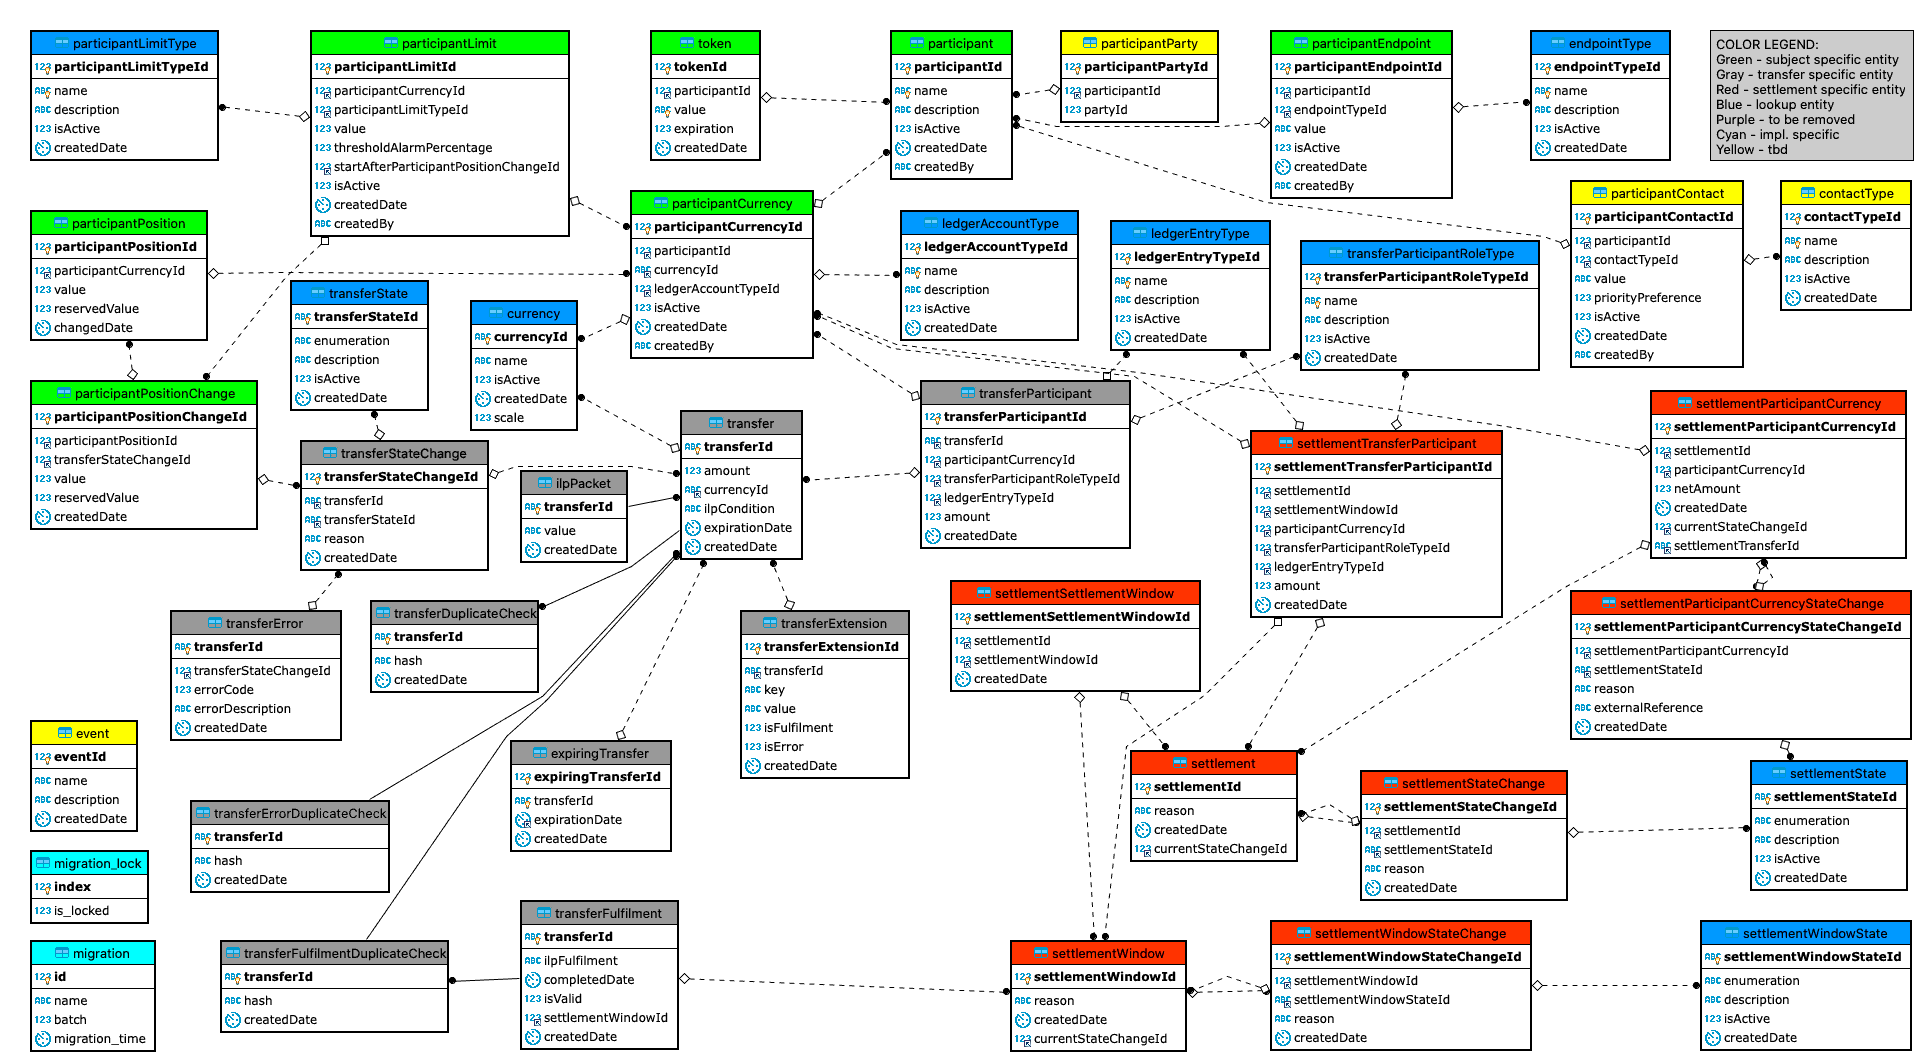 participantLimitType
participantLimitTypeId
name
description
isActive
createdDate
participantLimit
participantLimitId
participantCurrencyId
participantLimitTypeId
value
thresholdAlarmPercentage
startAfterParticipantPositionChangeId
isActive
createdDate
createdBy
token
tokenId
participantId
value
expiration
createdDate
participant
participantId
name
description
isActive
createdDate
createdBy
participantParty
participantPartyId
participantId
partyId
participantEndpoint
participantEndpointId
participantId
endpointTypeId
value
isActive
createdDate
createdBy
endpointType
endpointTypeId
name
description
isActive
createdDate
COLOR LEGEND:
Green - subject specific entity
Gray - transfer specific entity
Red - settlement specific entity
Blue - lookup entity
Purple - to be removed
Cyan - impl. specific
Yellow - tbd
participantPosition
participantPositionId
participantCurrencyId
value
reservedValue
changedDate
participantCurrency
participantCurrencyId
participantId
currencyId
ledgerAccountTypeId
isActive
createdDate
createdBy
ledgerAccountType
ledgerAccountTypeId
name
description
isActive
createdDate
ledgerEntryType
ledgerEntryTypeId
name
description
isActive
createdDate
transferParticipantRoleType
transferParticipantRoleTypeId
name
description
isActive
createdDate
participantContact
participantContactId
participantId
contactTypeId
value
priorityPreference
isActive
createdDate
createdBy
contactType
contactTypeId
name
description
isActive
createdDate
transferState
transferStateId
enumeration
description
isActive
createdDate
currency
currencyId
name
isActive
createdDate
scale
participantPositionChange
participantPositionChangeId
participantPositionId
transferStateChangeId
value
reservedValue
createdDate
transferStateChange
transferStateChangeId
transferId
transferStateId
reason
createdDate
ilpPacket
transferId
value
createdDate
transfer
transferId
amount
currencyId
ilpCondition
expirationDate
createdDate
transferParticipant
transferParticipantId
transferId
participantCurrencyId
transferParticipantRoleTypeId
ledgerEntryTypeId
amount
createdDate
settlementTransferParticipant
settlementTransferParticipantId
settlementId
settlementWindowId
participantCurrencyId
transferParticipantRoleTypeId
ledgerEntryTypeId
amount
createdDate
settlementParticipantCurrency
settlementParticipantCurrencyId
settlementId
participantCurrencyId
netAmount
createdDate
currentStateChangeId
settlementTransferId
transferError
transferId
transferStateChangeId
errorCode
errorDescription
createdDate
transferDuplicateCheck
transferId
hash
createdDate
transferExtension
transferExtensionId
transferId
key
value
isFulfilment
isError
createdDate
settlementSettlementWindow
settlementSettlementWindowId
settlementId
settlementWindowId
createdDate
settlementParticipantCurrencyStateChange
settlementParticipantCurrencyStateChangeId
settlementParticipantCurrencyId
settlementStateId
reason
externalReference
createdDate
event
eventId
name
description
createdDate
expiringTransfer
expiringTransferId
transferId
expirationDate
createdDate
settlement
settlementId
reason
createdDate
currentStateChangeId
settlementStateChange
settlementStateChangeId
settlementId
settlementStateId
reason
createdDate
settlementState
settlementStateId
enumeration
description
isActive
createdDate
transferErrorDuplicateCheck
transferId
hash
createdDate
migration_lock
index
is_locked
migration
id
name
batch
migration_time
transferFulfilmentDuplicateCheck
transferId
hash
createdDate
transferFulfilment
transferId
ilpFulfilment
completedDate
isValid
settlementWindowId
createdDate
settlementWindow
settlementWindowId
reason
createdDate
currentStateChangeId
settlementWindowStateChange
settlementWindowStateChangeId
settlementWindowId
settlementWindowStateId
reason
createdDate
settlementWindowState
settlementWindowStateId
enumeration
description
isActive
createdDate